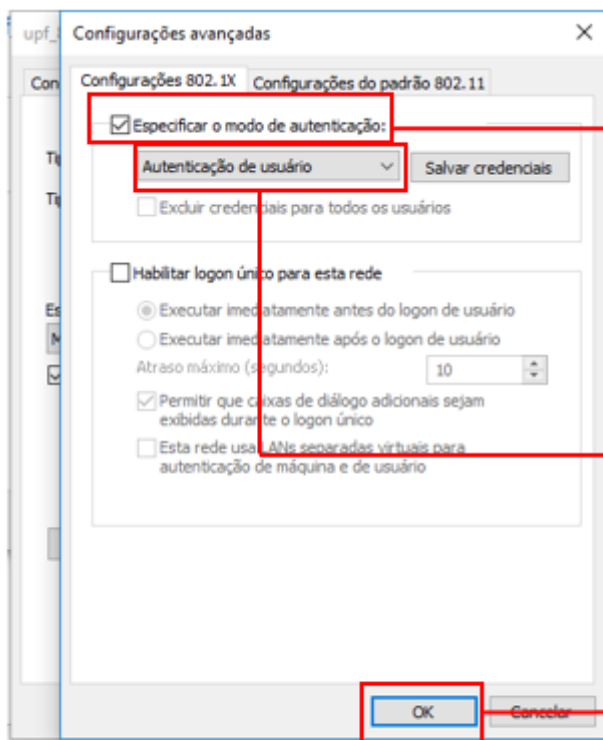 upf_
Configurações avançadas
Con
Configurações 802.1X
Configurações do padrão 802.11
Especificar o modo de autenticação:
Autenticação de usuário
Salvar credenciais
Excluir credenciais para todos os usuários
Habilitar logon único para esta rede
Executar imediatamente antes do logon de usuário
Executar imediatamente após o logon de usuário
Atraso máximo (segundos):
10
Permitir que caixas de diálogo adicionais sejam
exibidas durante o logon único
Esta rede usa LANs separadas virtuais para
autenticação de máquina e de usuário
Es
M
OK
Cancelar